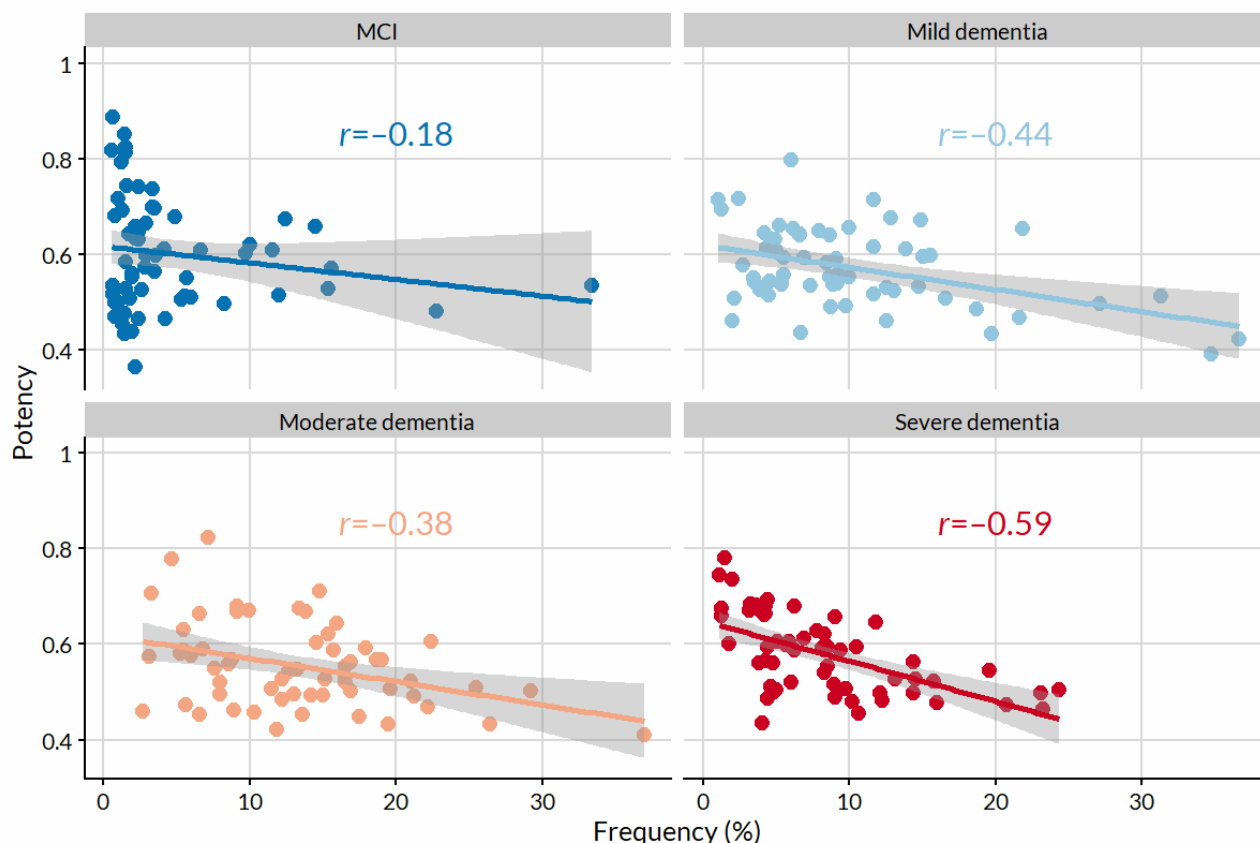 MCI
Mild dementia
1
0.8
0.6
0.4
r=–0.18
r=–0.44
Potency
Moderate dementia
Severe dementia
1
0.8
0.6
0.4
r=–0.38
r=–0.59
0
10
20
30
0
10
20
30
Frequency (%)